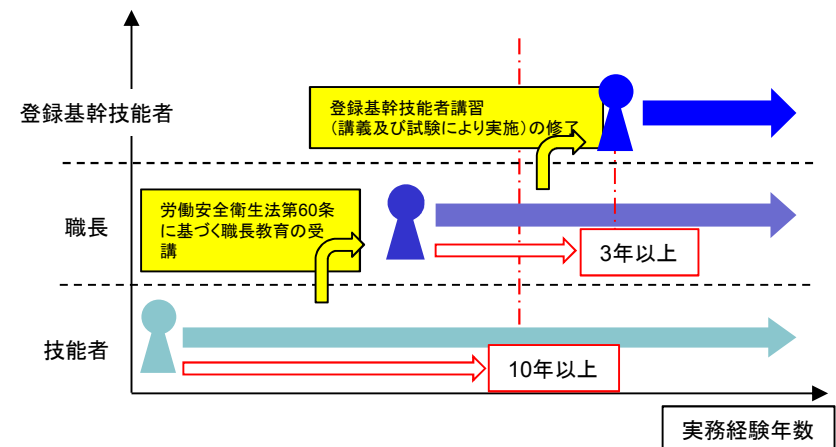 登録基幹技能者
登録基幹技能者講習
（講義及び試験により実施）の修了
職長
労働安全衛生法第60条
に基づく職長教育の受
講
3年以上
技能者
10年以上
実務経験年数